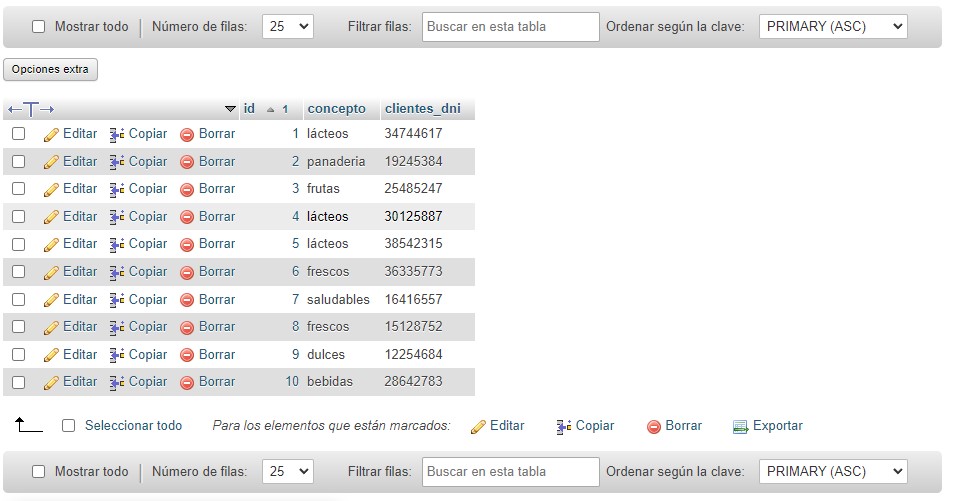 Mostrar todo Número de filas: 25 Filtrar filas: Buscar en esta tabla Ordenar según la clave: PRIMARY (ASC)
Opciones extra
←T→ id 1 concepto clientes_dni
Editar Copiar Borrar 1 lácteos 34744617
Editar Copiar Borrar 2 panaderia 19245384
Editar Copiar Borrar 3 frutas 25485247
Editar Copiar Borrar 4 lácteos 30125887
Editar Copiar Borrar 5 lácteos 38542315
Editar Copiar Borrar 6 frescos 36335773
Editar Copiar Borrar 7 saludables 16416557
Editar Copiar Borrar 8 frescos 15128752
Editar Copiar Borrar 9 dulces 12254684
Editar Copiar Borrar 10 bebidas 28642783
Seleccionar todo Para los elementos que están marcados: Editar Copiar Borrar Exportar
Mostrar todo Número de filas: 25 Filtrar filas: Buscar en esta tabla Ordenar según la clave: PRIMARY (ASC)